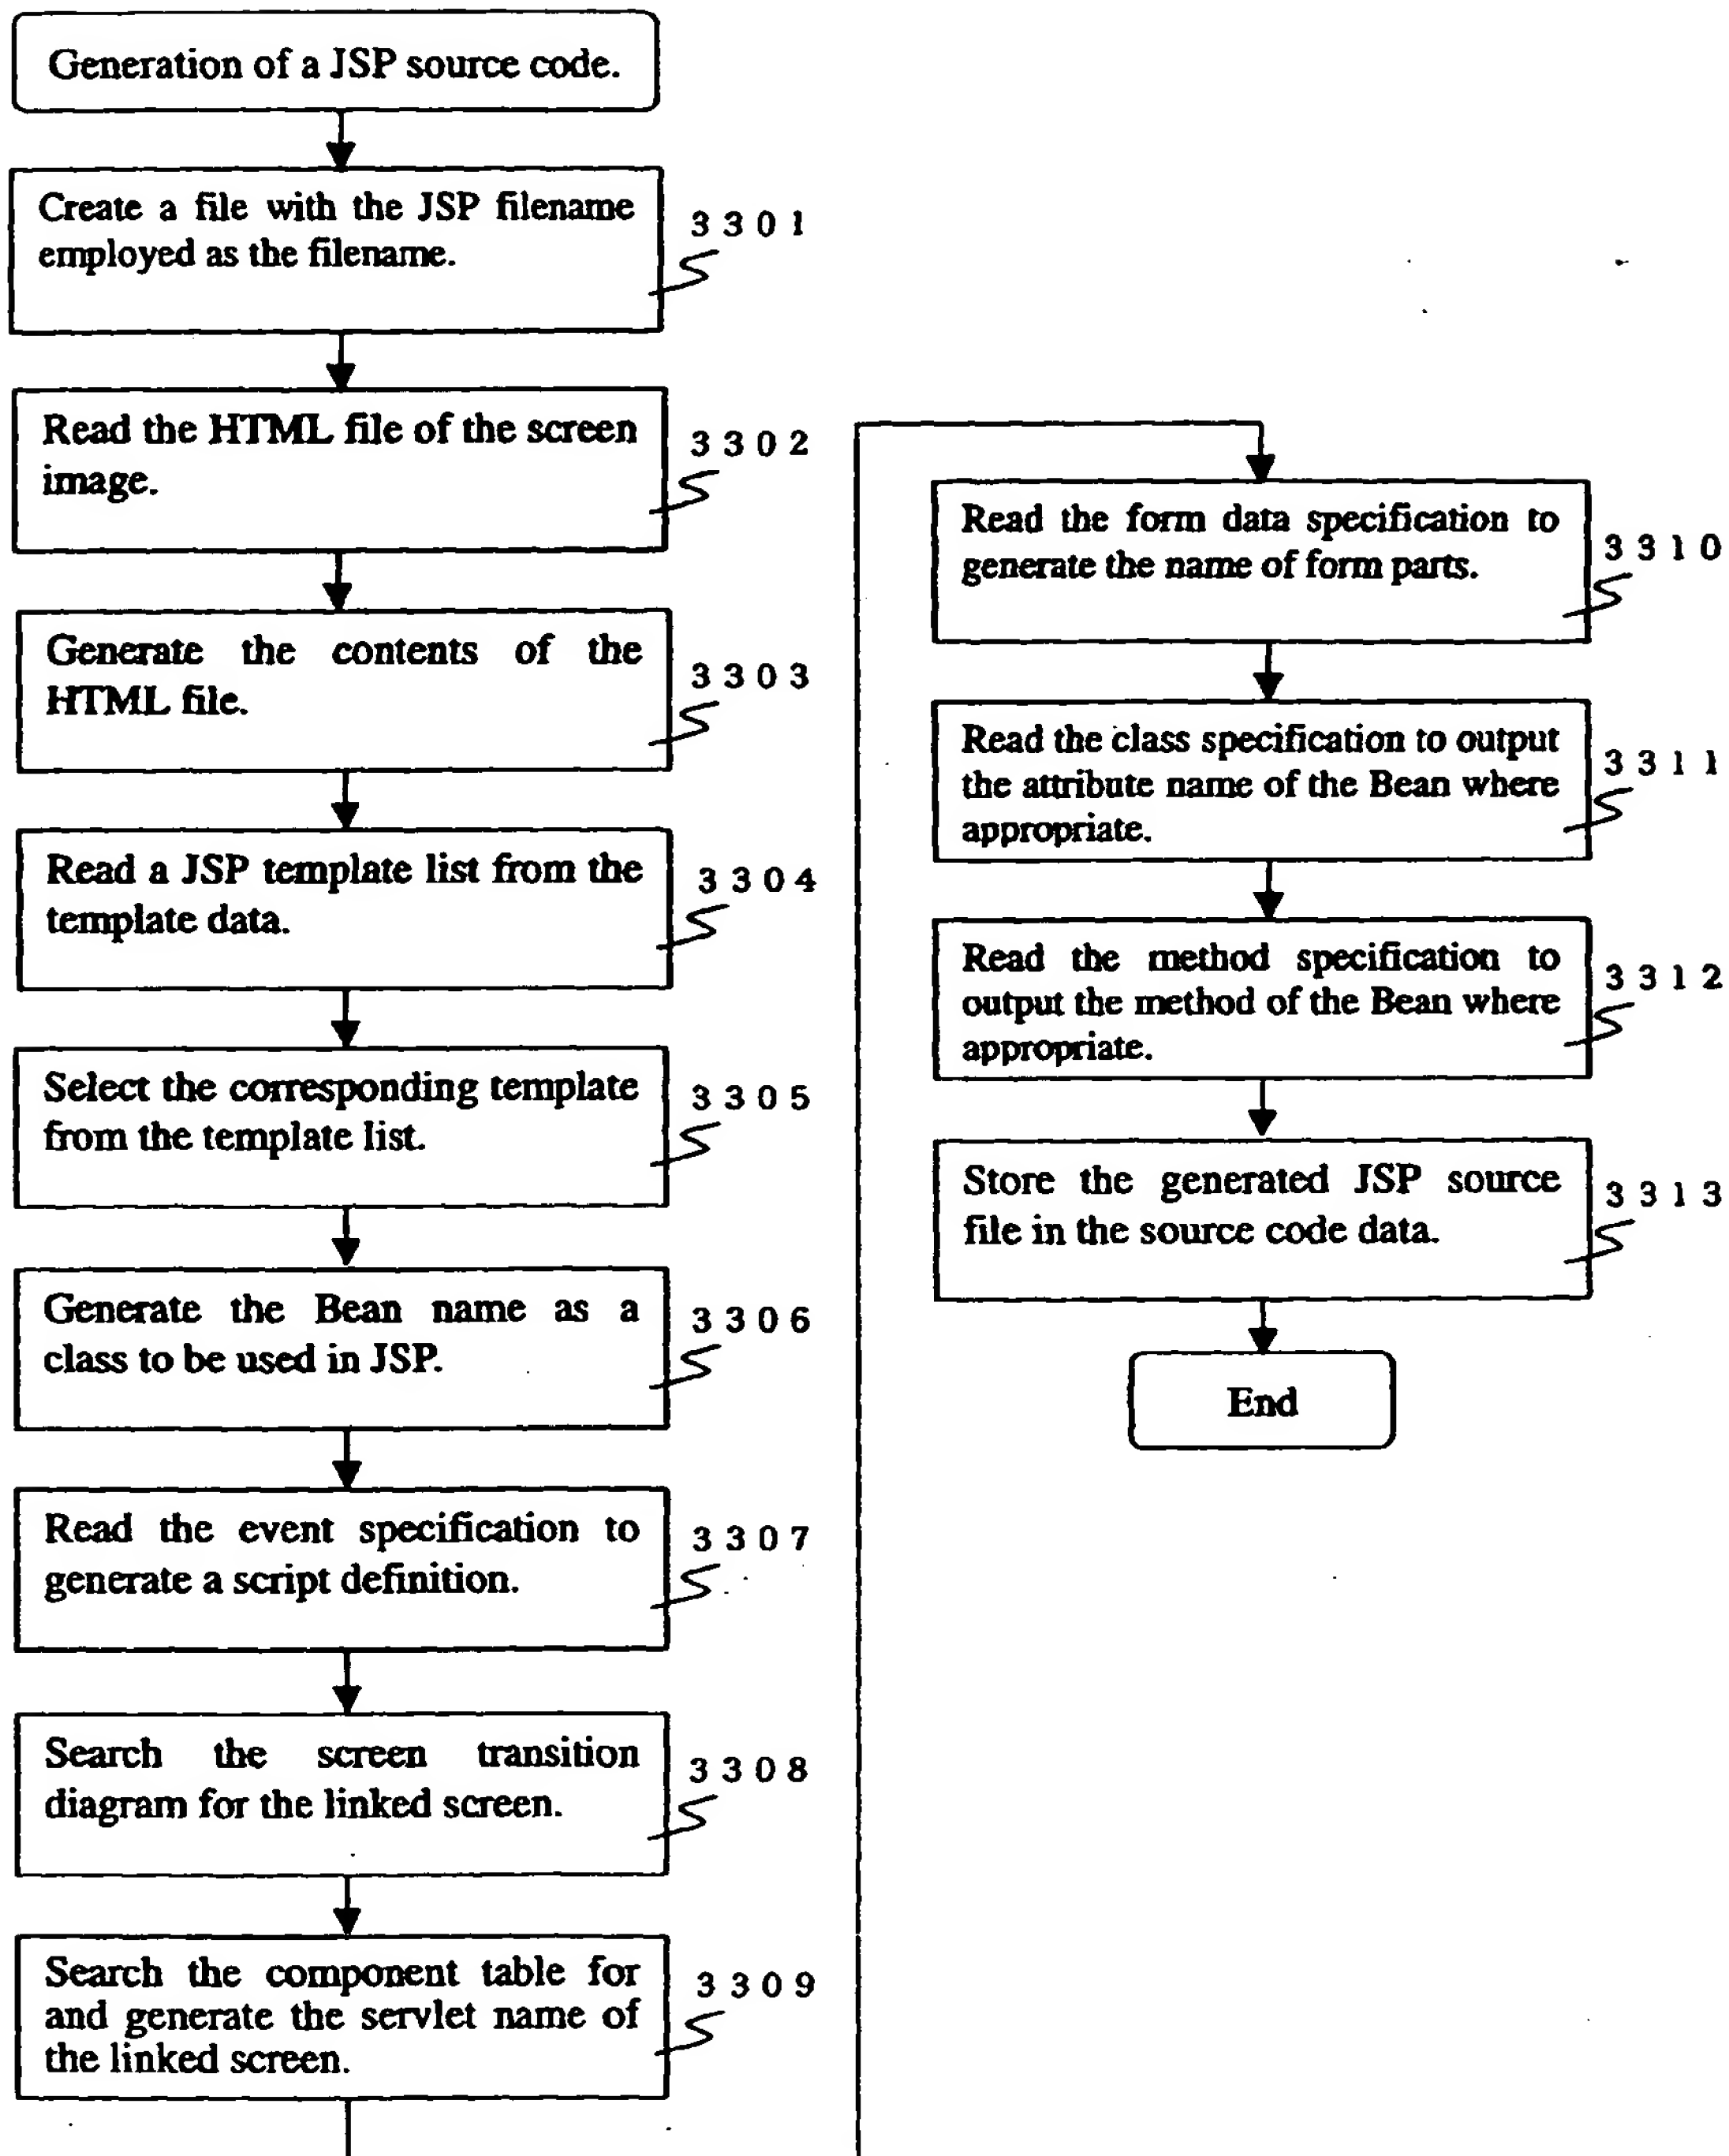 Generation of a JSP source code.
Create a file with the JSP filename
employed as the filename.
3301
Read the HTML file of the screen
image.
3302
Generate the contents of the
HTML file.
3303
Read a JSP template list from the
template data.
3304
Select the corresponding template
from the template list.
3305
Generate the Bean name as a
class to be used in JSP.
3306
Read the event specification to
generate a script definition.
3307
Search the screen transition
diagram for the linked screen.
3308
Search the component table for
and generate the servlet name of
the linked screen.
3309
Read the form data specification to
generate the name of form parts.
3310
Read the class specification to output
the attribute name of the Bean where
appropriate.
3311
Read the method specification to
output the method of the Bean where
appropriate.
3312
Store the generated JSP source
file in the source code data.
3313
End